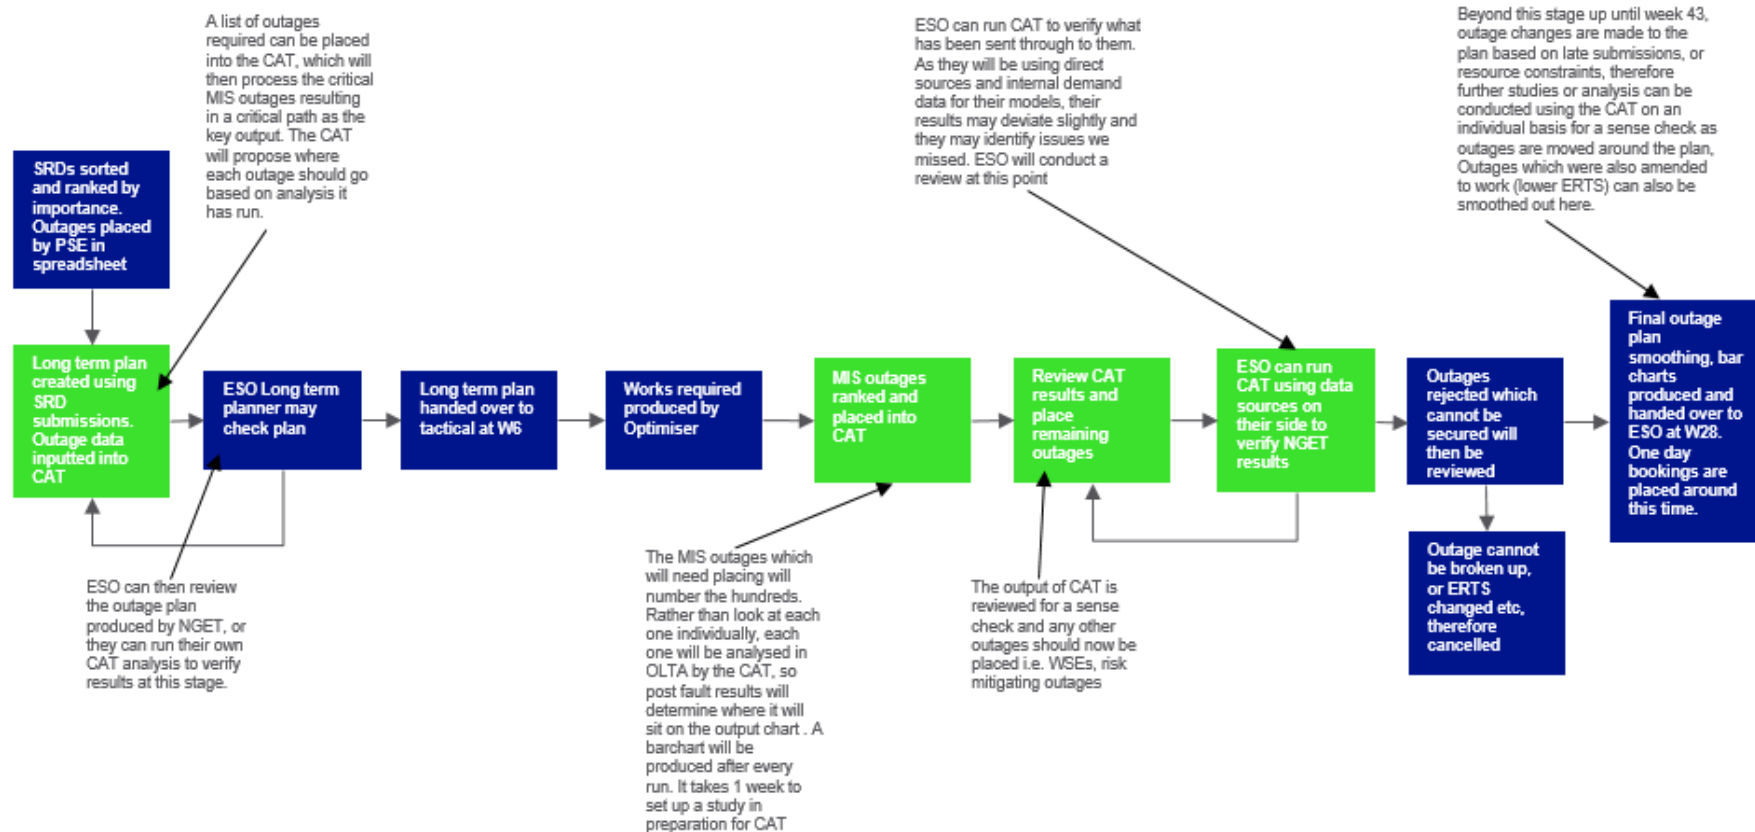 A list of outages
required can be placed
into the CAT, which will
then process the critical
MIS outages resulting
in a critical path as the
key output. The CAT
will propose where
each outage should go
based on analysis it
has run.
ESO can run CAT to verify what
has been sent through to them.
As they will be using direct
sources and internal demand
data for their models, their
results may deviate slightly and
they may identify issues we
missed. ESO will conduct a
review at this point
Beyond this stage up until week 43,
outage changes are made to the
plan based on late submissions, or
resource constraints, therefore
further studies or analysis can be
conducted using the CAT on an
individual basis for a sense check as
outages are moved around the plan,
Outages which were also amended
to work (lower ERTS) can also be
smoothed out here.
SRDs sorted
and ranked by
importance.
Outages placed
by PSE in
spreadsheet
Long term plan
created using
SRD
submissions.
Outage data
inputted into
CAT
ESO Long term
planner may
check plan
Long term plan
handed over to
tactical at W6
Works required
produced by
Optimiser
MIS outages
ranked and
placed into
CAT
Review CAT
results and
place
remaining
outages
ESO can run
CAT using data
sources on
their side to
verify NGET
results
Outages
rejected which
cannot be
secured will
then be
reviewed
Final outage
plan
smoothing, bar
charts
produced and
handed over to
ESO at W28.
One day
bookings are
placed around
this time.
Outage cannot
be broken up,
or ERTS
changed etc,
therefore
cancelled
ESO can then review
the outage plan
produced by NGET, or
they can run their own
CAT analysis to verify
results at this stage.
The MIS outages which
will need placing will
number the hundreds.
Rather than look at each
one individually, each
one will be analysed in
OLTA by the CAT, so
post fault results will
determine where it will
sit on the output chart . A
barchart will be
produced after every
run. It takes 1 week to
set up a study in
preparation for CAT
The output of CAT is
reviewed for a sense
check and any other
outages should now be
placed i.e. WSEs, risk
mitigating outages